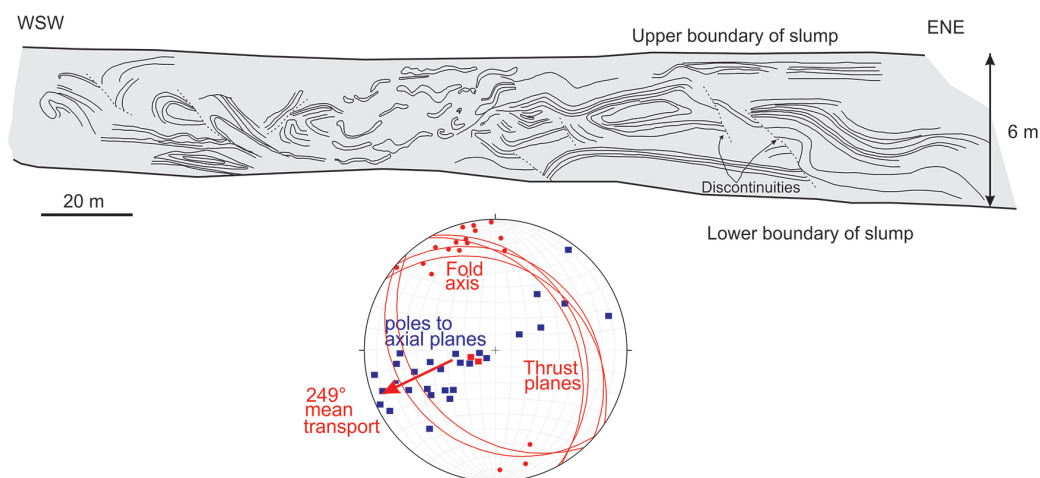 WSW
ENE
Upper boundary of slump
6 m
Discontinuities
20 m
Lower boundary of slump
Fold
axis
poles to
axial planes
Thrust
planes
249°
mean
transport